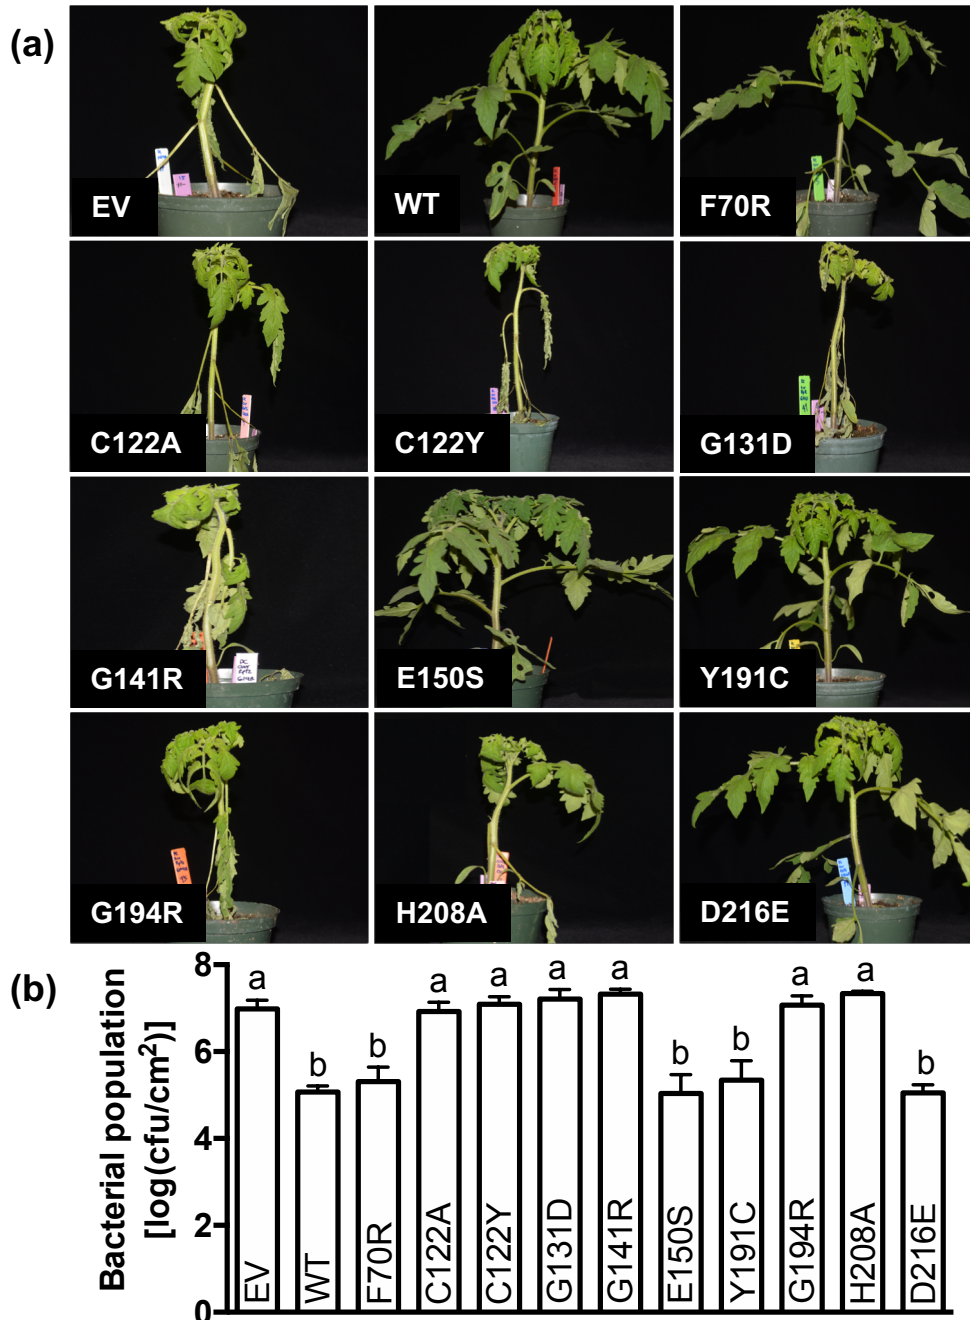 (a)
EV
WT
F70R
C122A
C122Y
G131D
G141R
E150S
Y191C
G194R
H208A
D216E
(b)
Bacterial population
[log(cfu/cm²)]
8
6
4
2
0
a
b
b
a
a
a
a
b
b
a
a
b
EV
WT
F70R
C122A
C122Y
G131D
G141R
E150S
Y191C
G194R
H208A
D216E